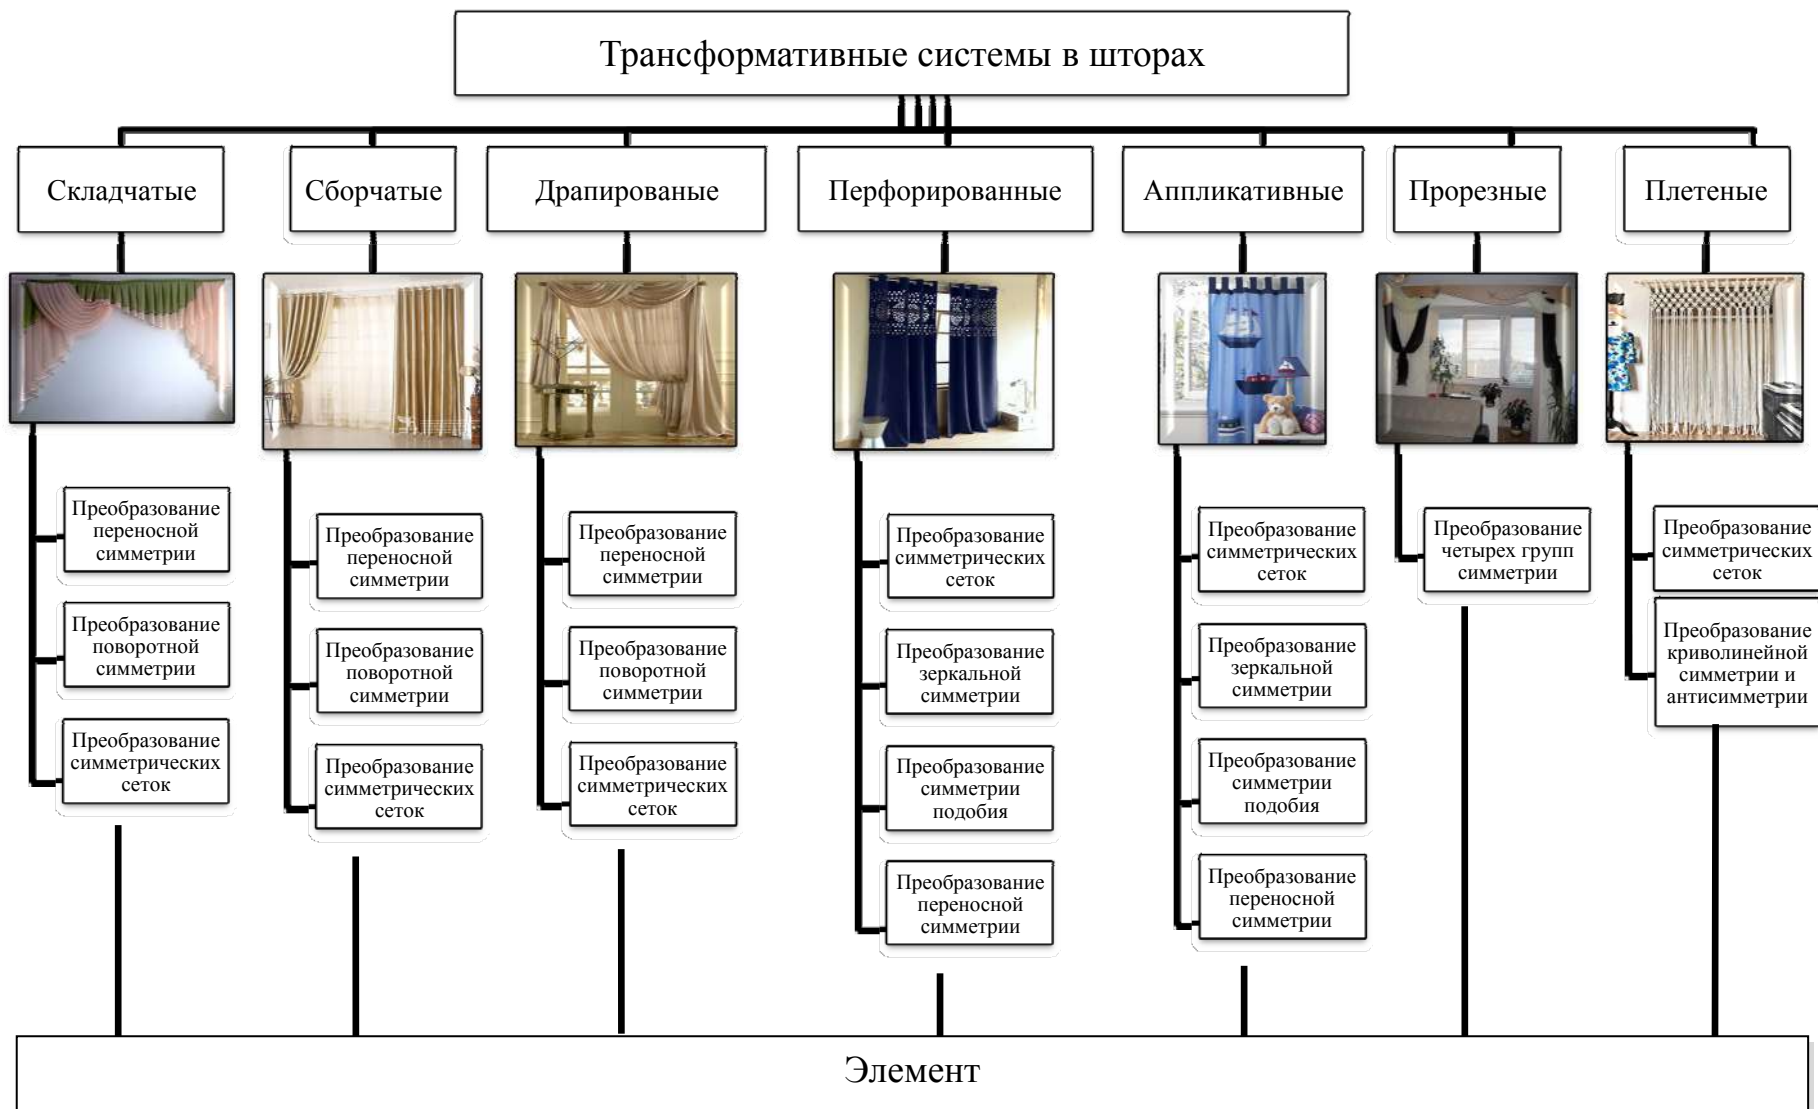 Трансформативные системы в шторах
Складчатые
Сборчатые
Драпированые
Перфорированные
Аппликативные
Прорезные
Плетеные
Преобразование
переносной
симметрии
Преобразование
поворотной
симметрии
Преобразование
симметрических
сеток
Преобразование
переносной
симметрии
Преобразование
поворотной
симметрии
Преобразование
симметрических
сеток
Преобразование
переносной
симметрии
Преобразование
поворотной
симметрии
Преобразование
симметрических
сеток
Преобразование
симметрических
сеток
Преобразование
зеркальной
симметрии
Преобразование
симметрии
подобия
Преобразование
переносной
симметрии
Преобразование
симметрических
сеток
Преобразование
зеркальной
симметрии
Преобразование
симметрии
подобия
Преобразование
переносной
симметрии
Преобразование
четырех групп
симметрии
Преобразование
симметрических
сеток
Преобразование
криволинейной
симметрии и
антисимметрии
Элемент